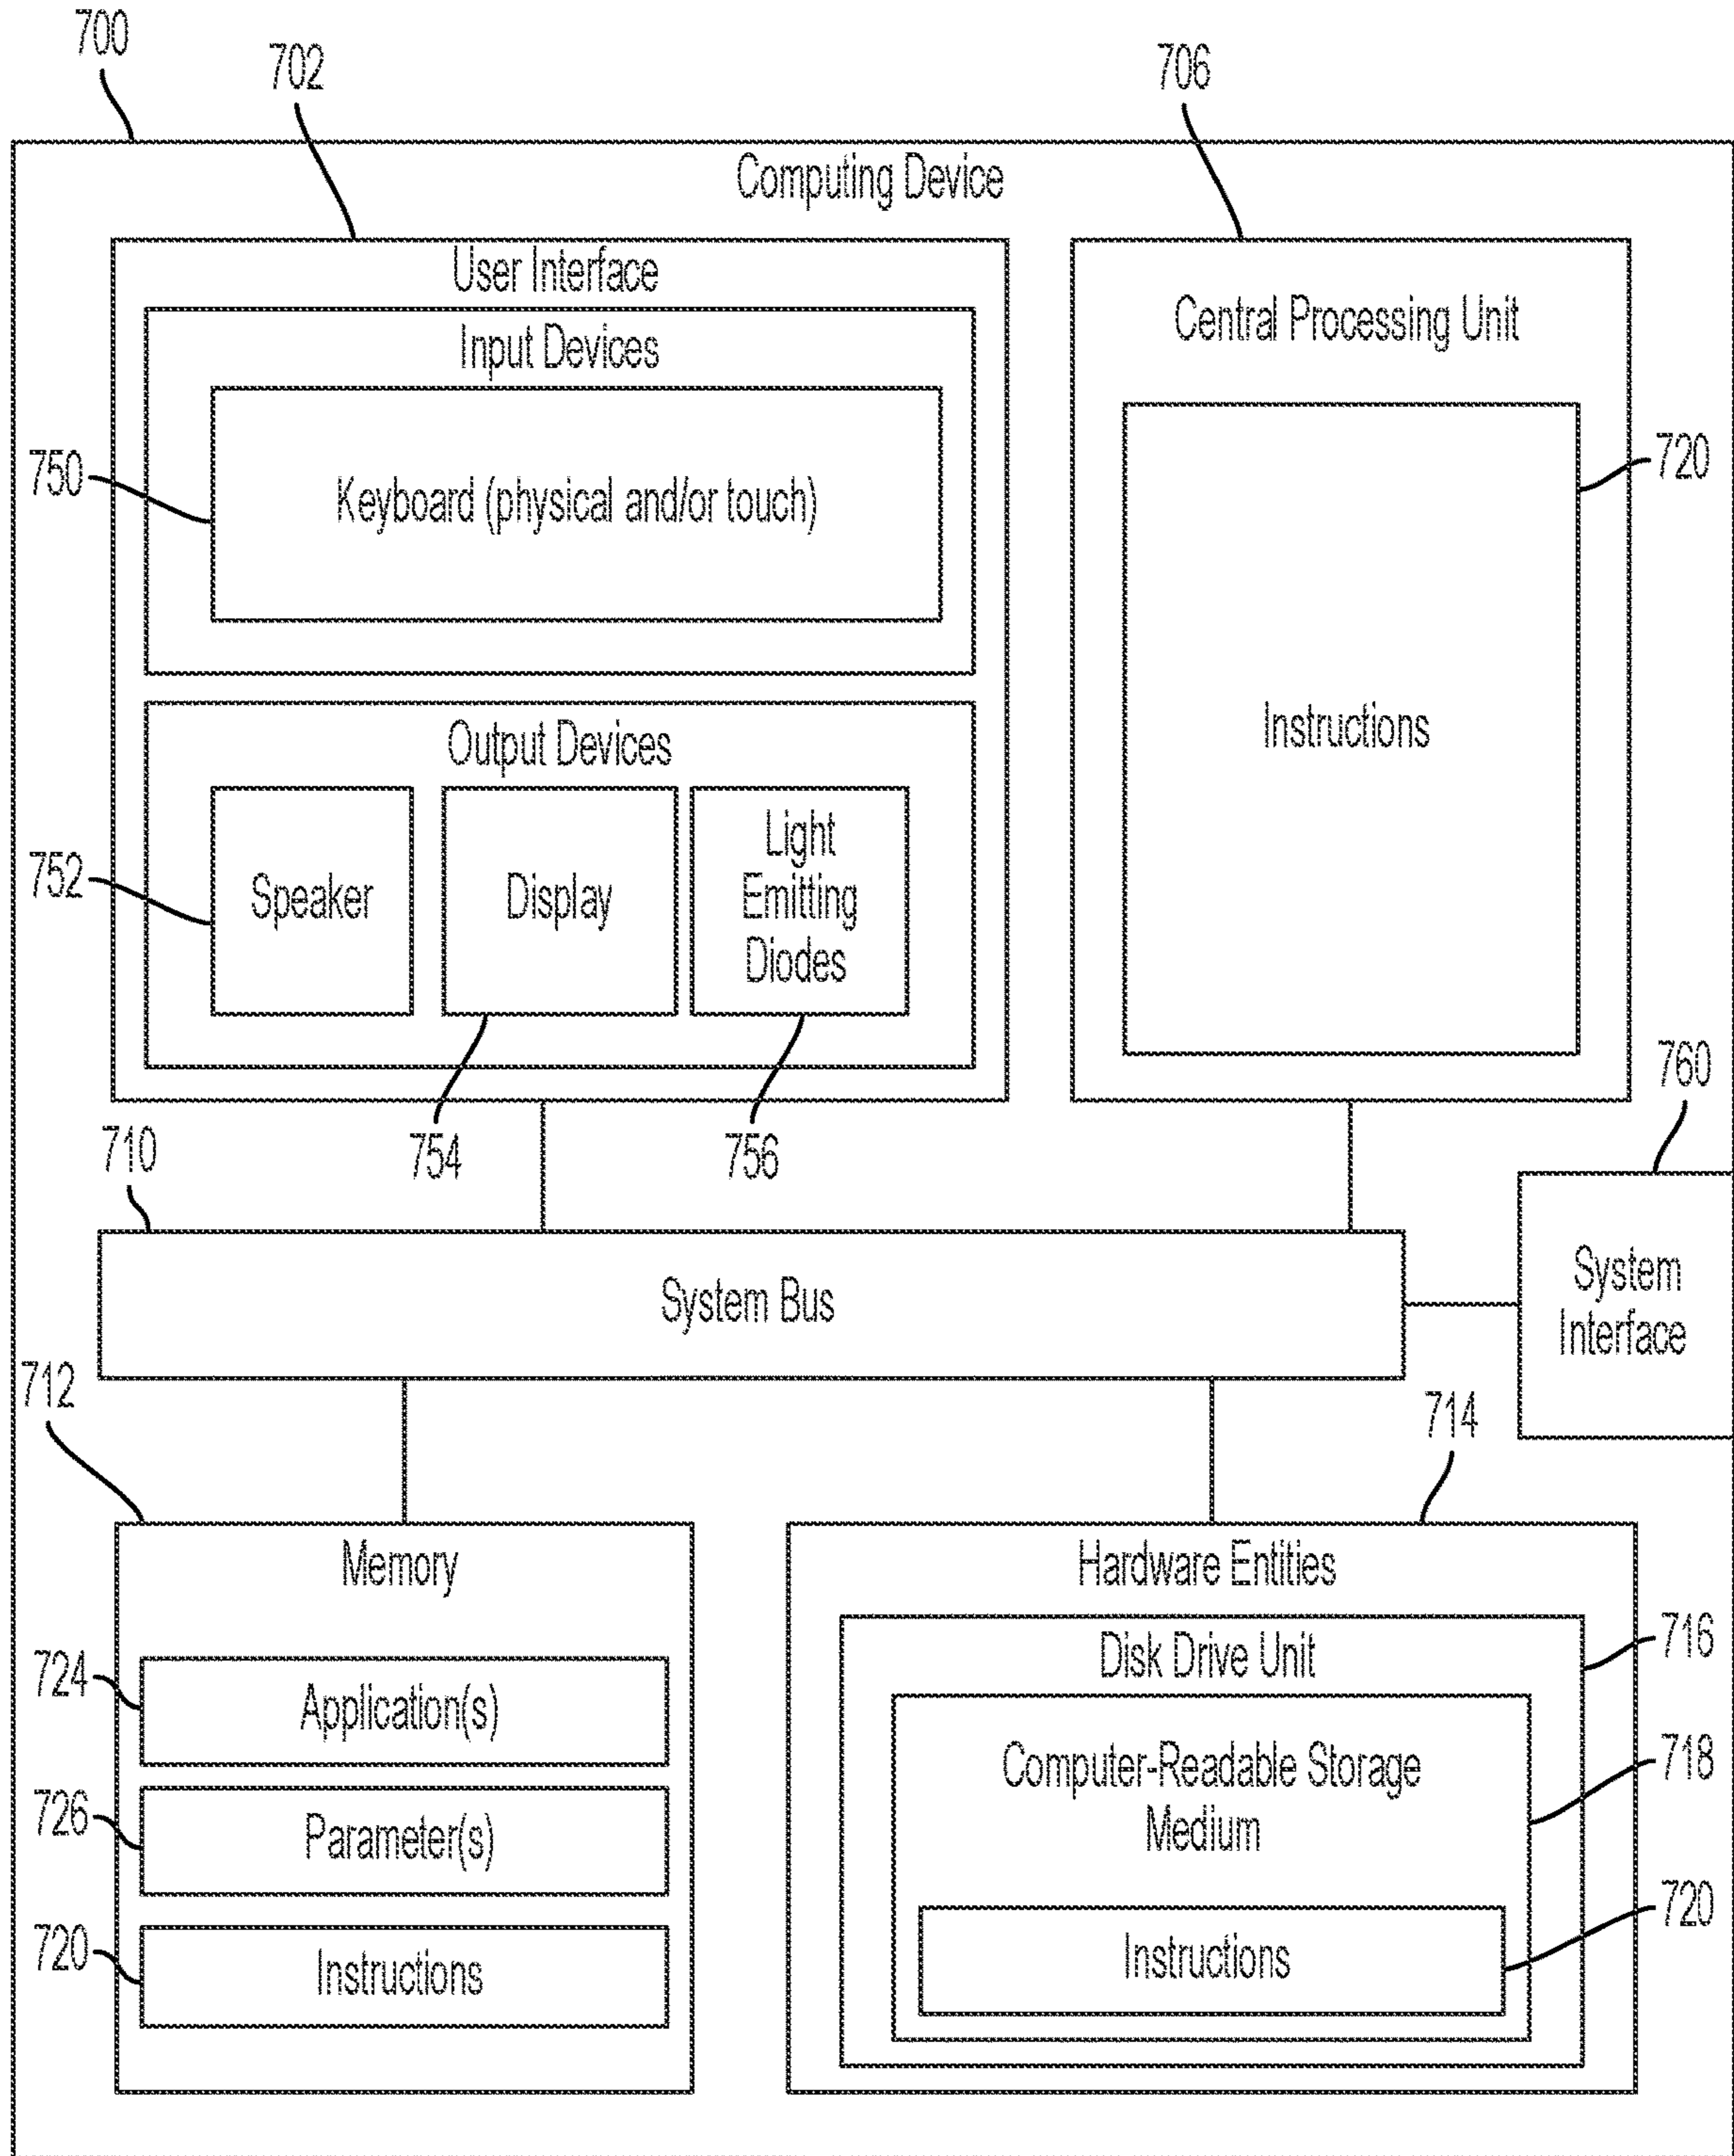 700
702
706
Computing Device
User Interface
Input Devices
750
Keyboard (physical and/or touch)
Output Devices
752
Speaker
Display
Light
Emitting
Diodes
754
756
Central Processing Unit
720
Instructions
760
710
System Bus
System
Interface
712
714
Memory
724
Application(s)
726
Parameter(s)
720
Instructions
Hardware Entities
Disk Drive Unit
716
Computer-Readable Storage
Medium
718
Instructions
720